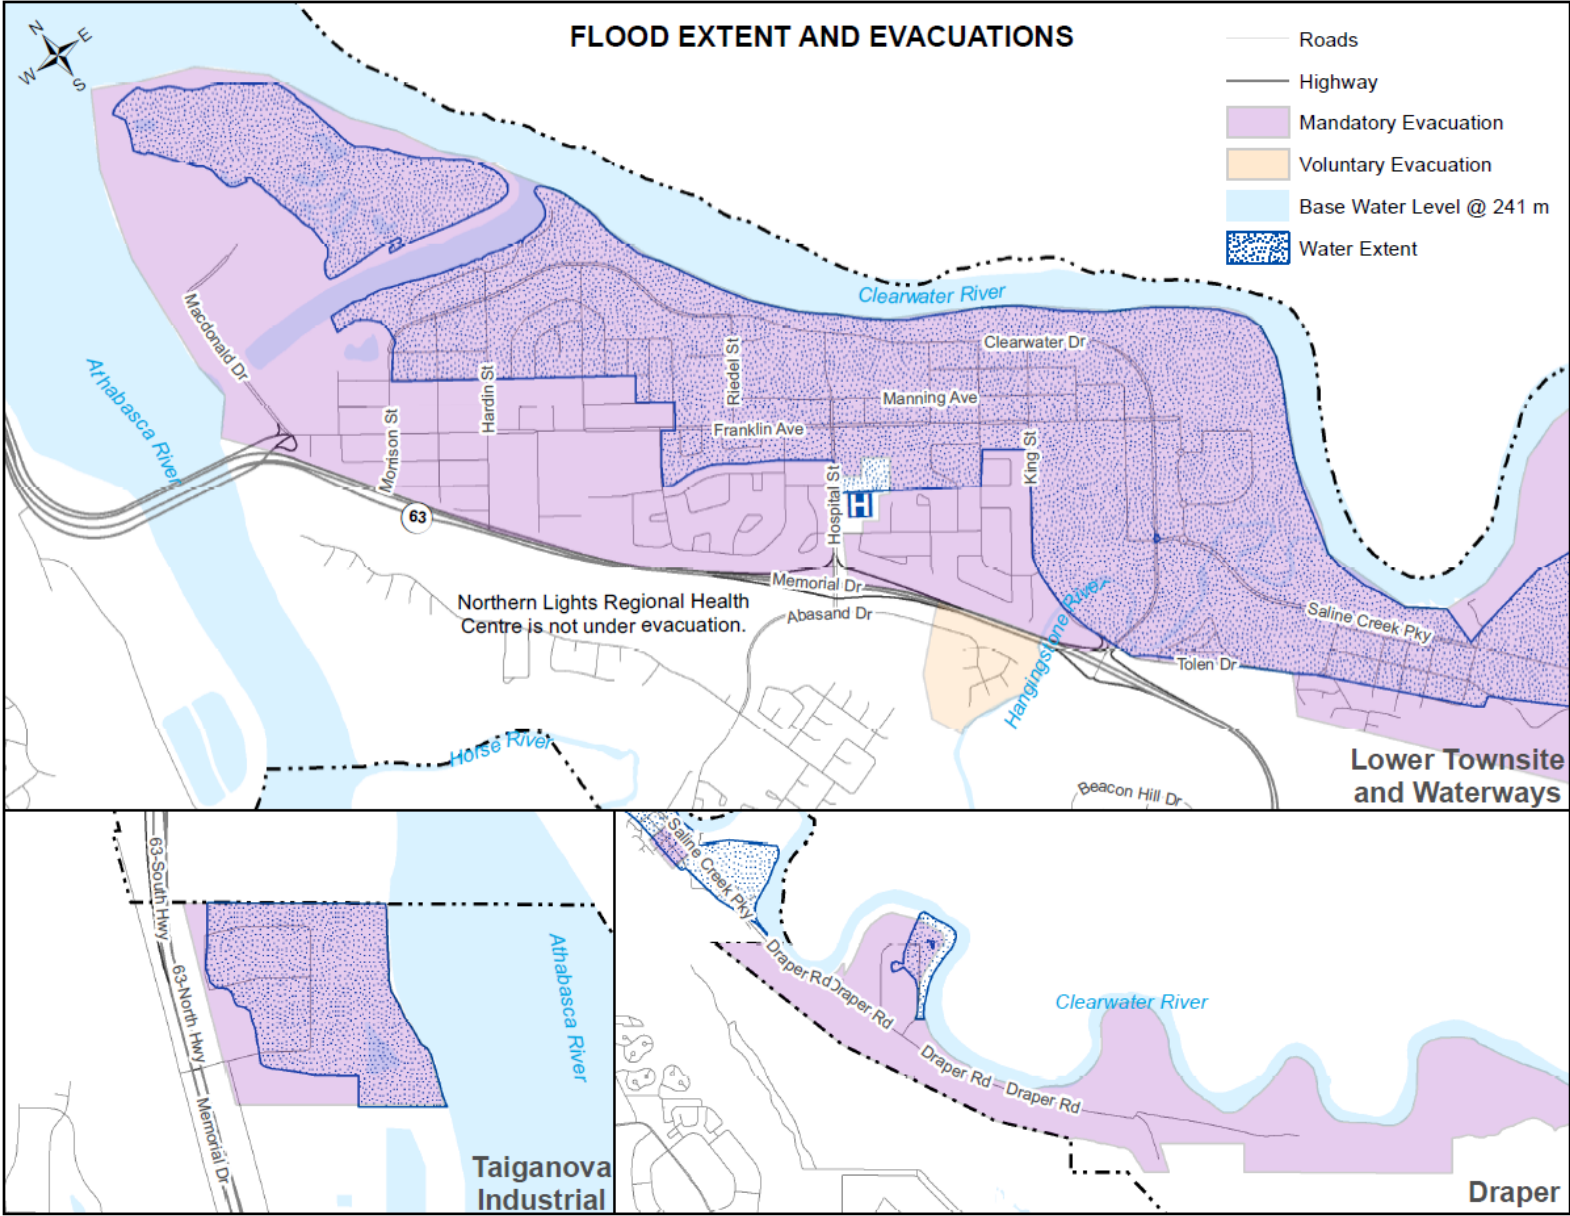 FLOOD EXTENT AND EVACUATIONS
N
E
W
S
Roads
Highway
Mandatory Evacuation
Voluntary Evacuation
Base Water Level @ 241 m
Water Extent
Clearwater River
Macdonald Dr
Athabasca River
Clearwater Dr
Riedel St
Hardin St
Manning Ave
Morrison St
Franklin Ave
King St
Hospital St
H
63
Memorial Dr
Northern Lights Regional Health
Centre is not under evacuation.
Abasand Dr
Hangingstone River
Saline Creek Pky
Tolen Dr
Horse River
Beacon Hill Dr
Lower Townsite
and Waterways
63-South Hwy
63-North Hwy
Memorial Dr
Athabasca River
Taiganova
Industrial
Saline Creek Pky
Draper Rd
Draper Rd
Draper Rd
Draper Rd
Clearwater River
Draper